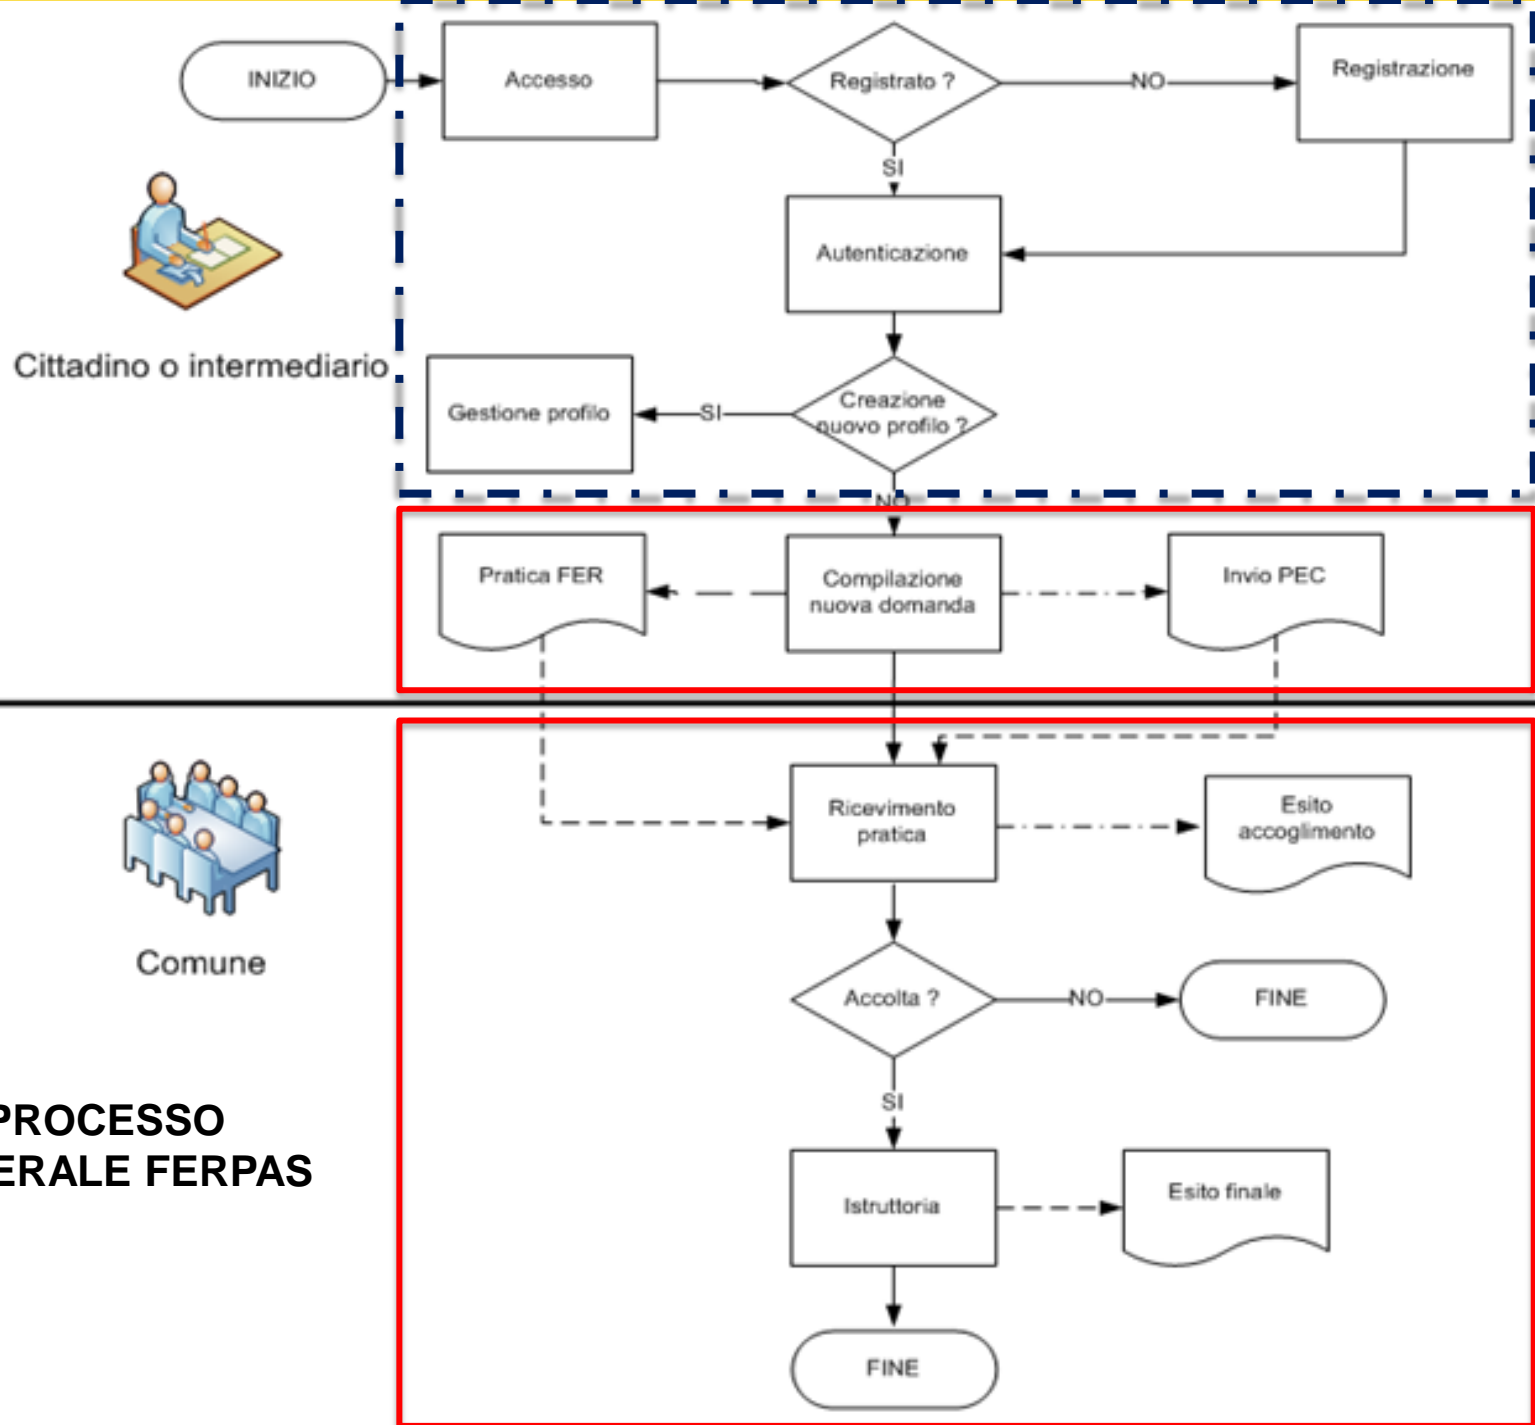 INIZIO
Accesso
Registrato ?
NO
Registrazione
SI
Autenticazione
Cittadino o intermediario
Gestione profilo
SI
Creazione
nuovo profilo ?
NO
Pratica FER
Compilazione
nuova domanda
Invio PEC
Ricevimento
pratica
Esito
accoglimento
Comune
Accolta ?
NO
FINE
SI
PROCESSO
ERALE FERPAS
Istruttoria
Esito finale
FINE